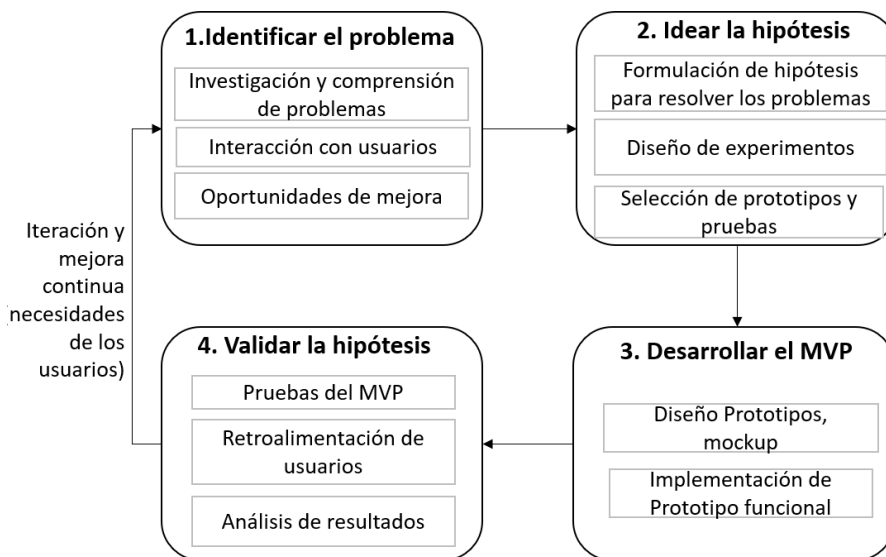 1.Identificar el problema
Investigación y comprensión
de problemas
Interacción con usuarios
Oportunidades de mejora
2. Idear la hipótesis
Formulación de hipótesis
para resolver los problemas
Diseño de experimentos
Selección de prototipos y
pruebas
3. Desarrollar el MVP
Diseño Prototipos,
mockup
Implementación de
Prototipo funcional
4. Validar la hipótesis
Pruebas del MVP
Retroalimentación de
usuarios
Análisis de resultados
Iteración y
mejora
continua
(necesidades
de los
usuarios)